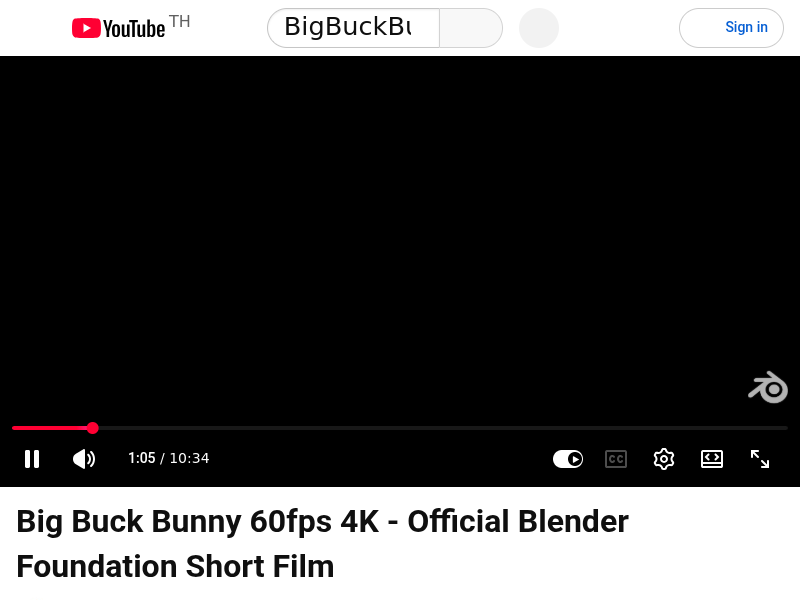 YouTube TH
BigBuckBu
Sign in
1:05 / 10:34
CC
Big Buck Bunny 60fps 4K - Official Blender
Foundation Short Film